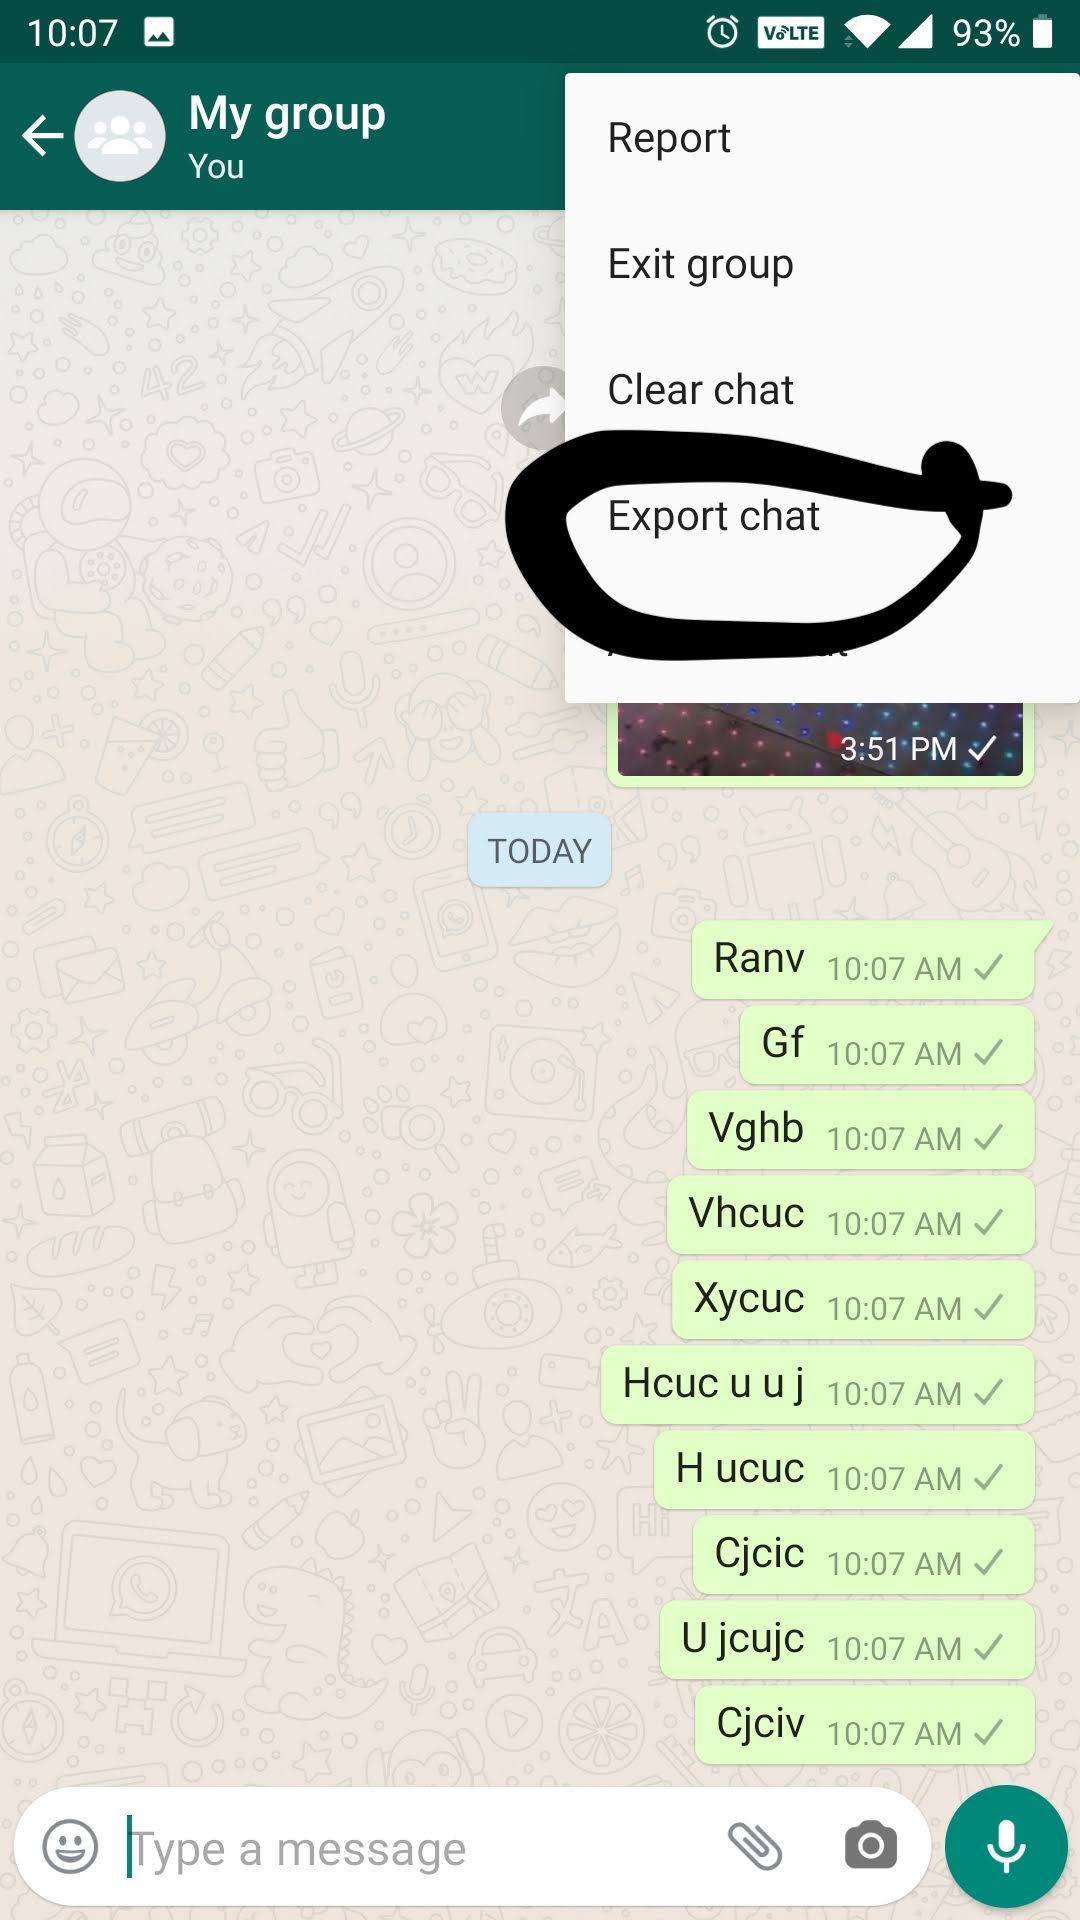 10:07 VoLTE 93%
My group
You
Report
Exit group
Clear chat
Export chat
3:51 PM
TODAY
Ranv 10:07 AM
Gf 10:07 AM
Vghb 10:07 AM
Vhcuc 10:07 AM
Xycuc 10:07 AM
Hcuc u u j 10:07 AM
H ucuc 10:07 AM
Cjcic 10:07 AM
U jcujc 10:07 AM
Cjciv 10:07 AM
Type a message